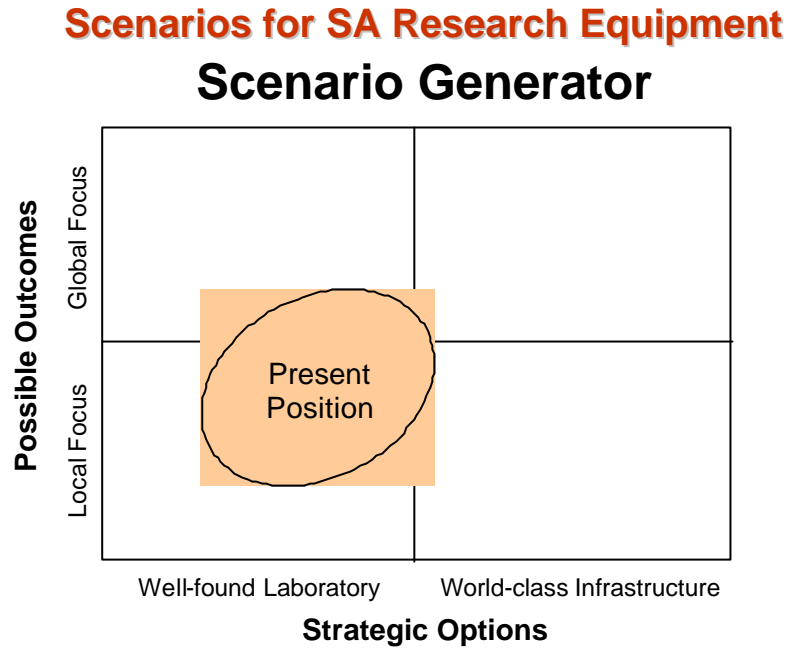 Scenarios for SA Research Equipment
Scenario Generator
Possible Outcomes
Global Focus
Local Focus
Present
Position
Well-found Laboratory
World-class Infrastructure
Strategic Options